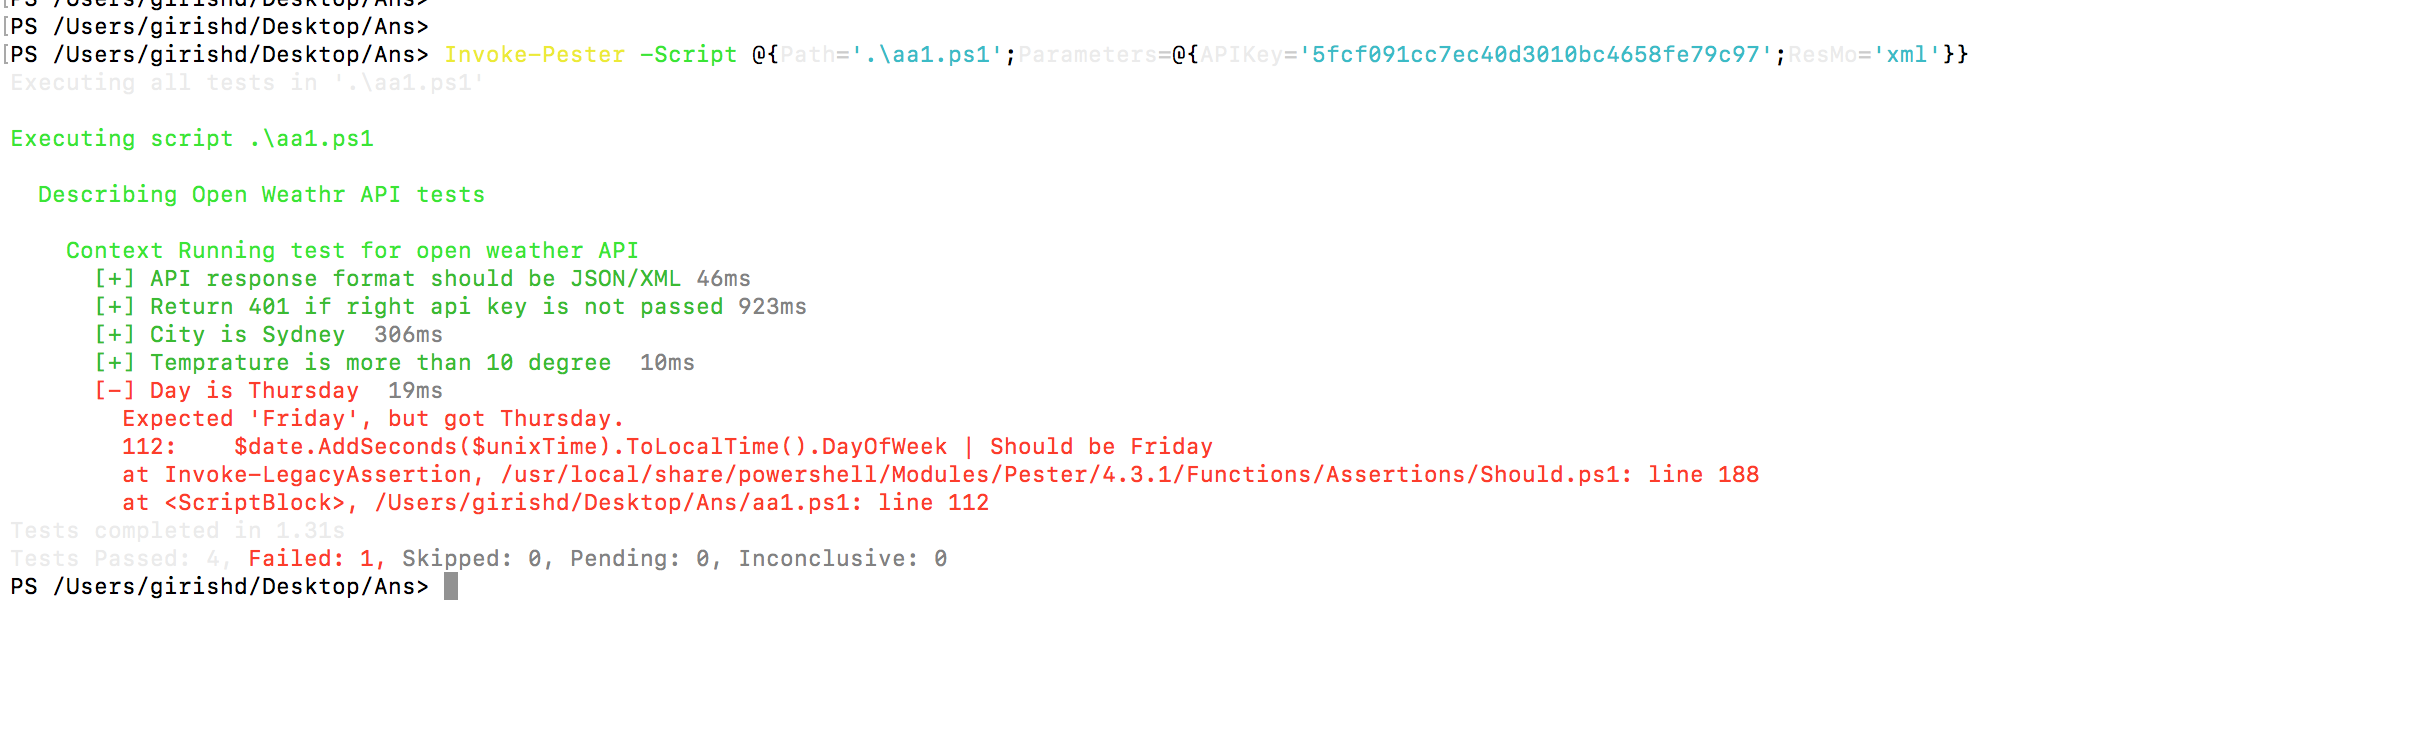 [PS /Users/girishd/Desktop/Ans>
[PS /Users/girishd/Desktop/Ans>
[PS /Users/girishd/Desktop/Ans> Invoke-Pester -Script @{Path='.\aa1.ps1';Parameters=@{APIKey='5fcf091cc7ec40d3010bc4658fe79c97';ResMo='xml'}}
Executing all tests in '.\aa1.ps1'
Executing script .\aa1.ps1
Describing Open Weathr API tests
Context Running test for open weather API
[+] API response format should be JSON/XML 46ms
[+] Return 401 if right api key is not passed 923ms
[+] City is Sydney  306ms
[+] Temprature is more than 10 degree  10ms
[-] Day is Thursday  19ms
Expected 'Friday', but got Thursday.
112:    $date.AddSeconds($unixTime).ToLocalTime().DayOfWeek | Should be Friday
at Invoke-LegacyAssertion, /usr/local/share/powershell/Modules/Pester/4.3.1/Functions/Assertions/Should.ps1: line 188
at <ScriptBlock>, /Users/girishd/Desktop/Ans/aa1.ps1: line 112
Tests completed in 1.31s
Tests Passed: 4, Failed: 1, Skipped: 0, Pending: 0, Inconclusive: 0
PS /Users/girishd/Desktop/Ans>